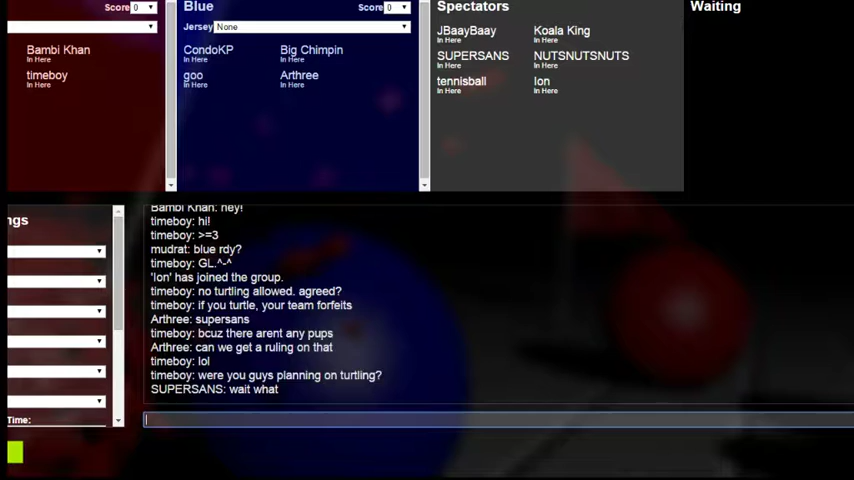 Score 0
Blue
Score 0
Jersey None
Bambi Khan
In Here
timeboy
In Here
CondoKP
In Here
Big Chimpin
In Here
goo
In Here
Arthree
In Here
Spectators
JBaayBaay
In Here
Koala King
In Here
SUPERSANS
In Here
NUTSNUTSNUTS
In Here
tennisball
In Here
Ion
In Here
Waiting
ngs
Time:
Bambi Khan: hey!
timeboy: hi!
timeboy: >=3
mudrat: blue rdy?
timeboy: GL.^-^
'Ion' has joined the group.
timeboy: no turtling allowed. agreed?
timeboy: if you turtle, your team forfeits
Arthree: supersans
timeboy: bcuz there arent any pups
Arthree: can we get a ruling on that
timeboy: lol
timeboy: were you guys planning on turtling?
SUPERSANS: wait what